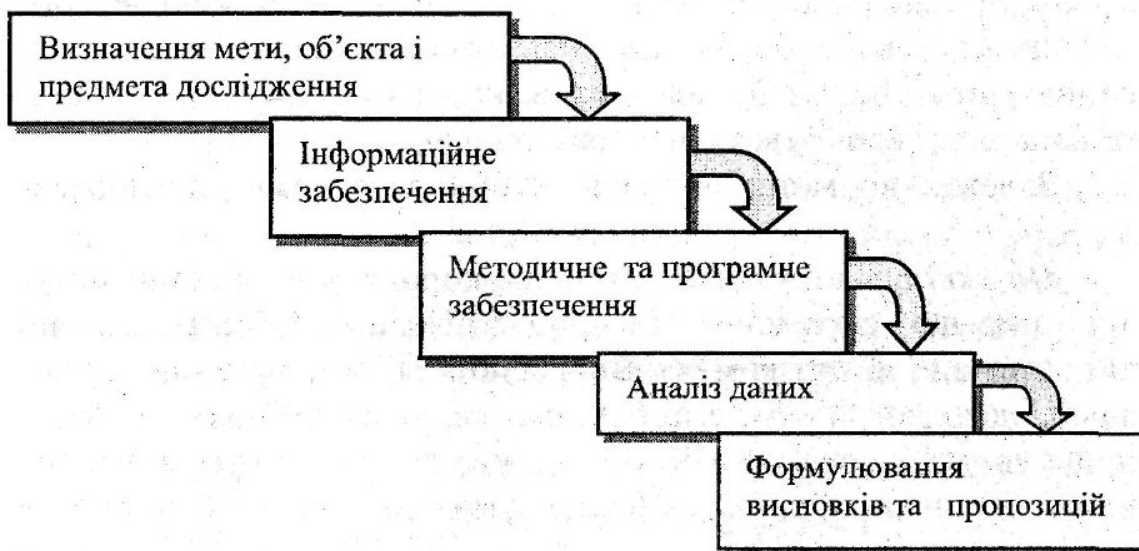 Визначення мети, об’єкта і
предмета дослідження
Інформаційне
забезпечення
Методичне та програмне
забезпечення
Аналіз даних
Формулювання
висновків та пропозицій